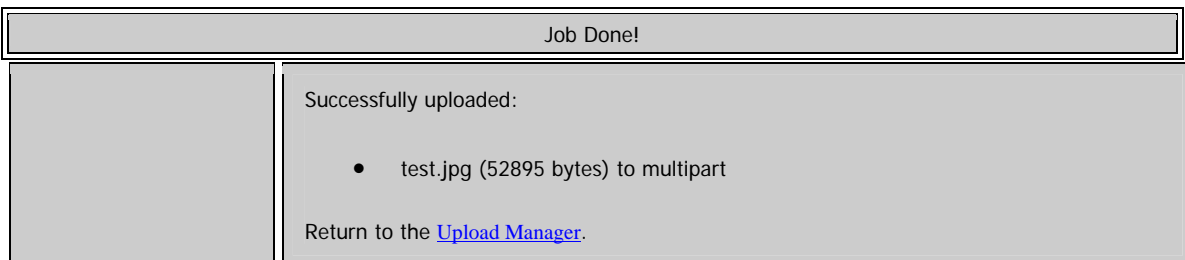 Job Done!
Successfully uploaded:
• test.jpg (52895 bytes) to multipart
Return to the Upload Manager.